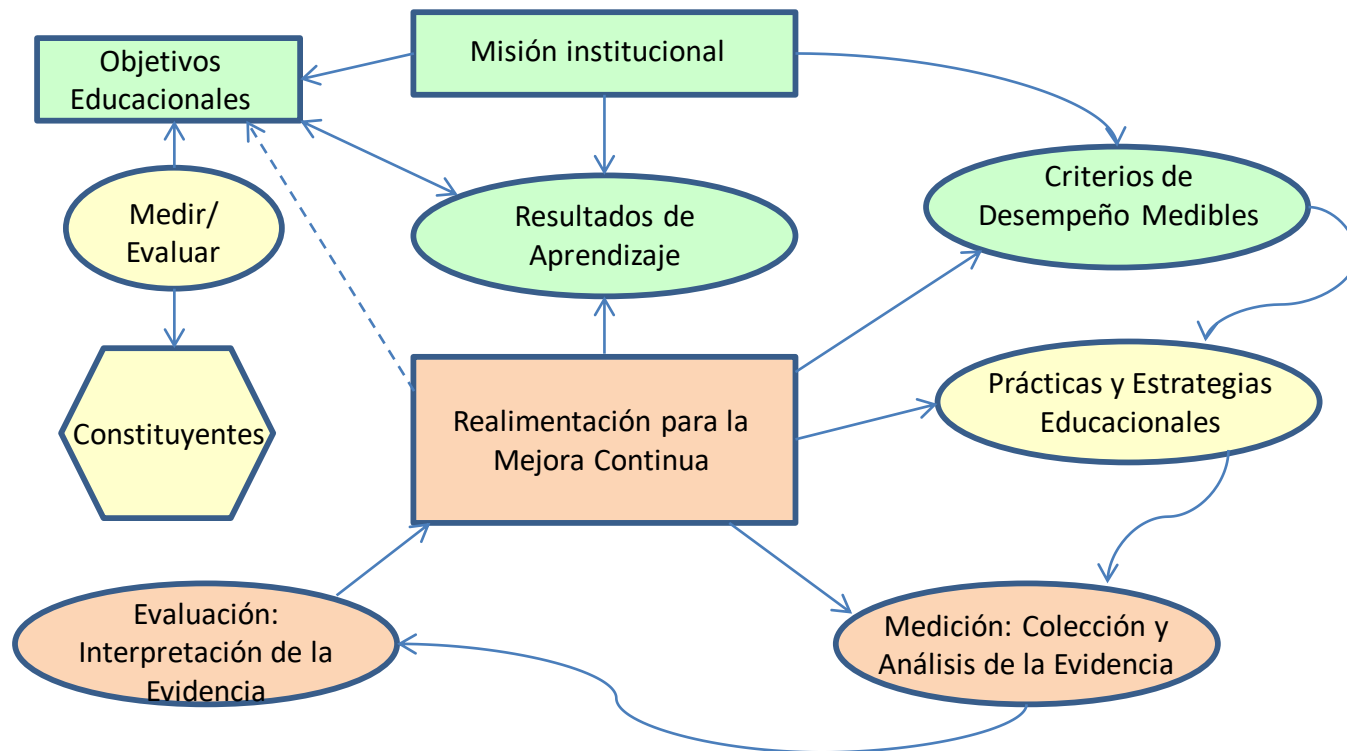 Objetivos
Educacionales
Misión institucional
Criterios de
Desempeño Medibles
Medir/
Evaluar
Resultados de
Aprendizaje
Prácticas y Estrategias
Educacionales
Constituyentes
Realimentación para la
Mejora Continua
Evaluación:
Interpretación de la
Evidencia
Medición: Colección y
Análisis de la Evidencia